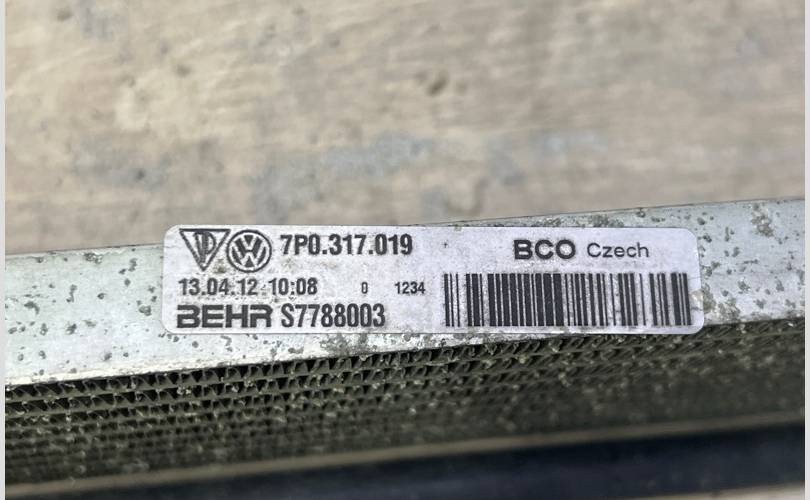 7P0.317.019
BCO Czech
13.04.12 10:08 0 1234
BEHR S7788003